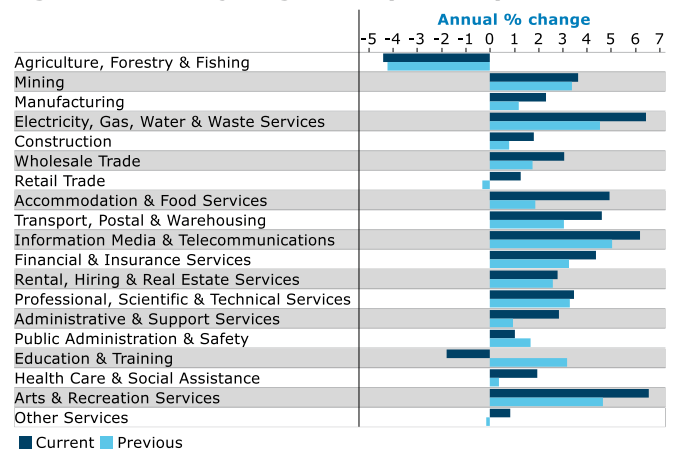 Annual % change
-5 -4 -3 -2 -1 0 1 2 3 4 5 6 7
Agriculture, Forestry & Fishing
Mining
Manufacturing
Electricity, Gas, Water & Waste Services
Construction
Wholesale Trade
Retail Trade
Accommodation & Food Services
Transport, Postal & Warehousing
Information Media & Telecommunications
Financial & Insurance Services
Rental, Hiring & Real Estate Services
Professional, Scientific & Technical Services
Administrative & Support Services
Public Administration & Safety
Education & Training
Health Care & Social Assistance
Arts & Recreation Services
Other Services
Current Previous